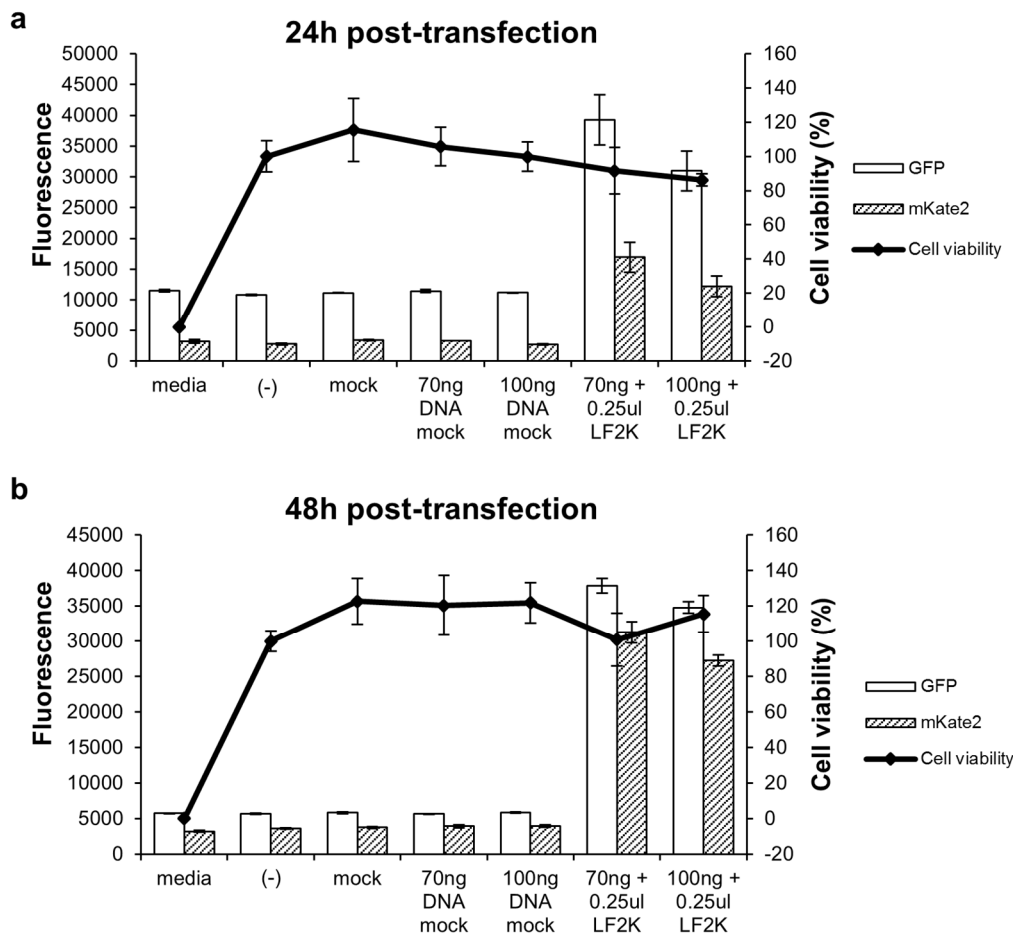 a
24h post-transfection
50000
45000
40000
35000
30000
25000
20000
15000
10000
5000
0
Fluorescence
160
140
120
100
80
60
40
20
0
-20
Cell viability (%)
GFP
mKate2
Cell viability
media
(-)
mock
70ng
DNA
mock
100ng
DNA
mock
70ng +
0.25ul
LF2K
100ng +
0.25ul
LF2K
b
48h post-transfection
45000
40000
35000
30000
25000
20000
15000
10000
5000
0
Fluorescence
160
140
120
100
80
60
40
20
0
-20
Cell viability (%)
GFP
mKate2
Cell viability
media
(-)
mock
70ng
DNA
mock
100ng
DNA
mock
70ng +
0.25ul
LF2K
100ng +
0.25ul
LF2K